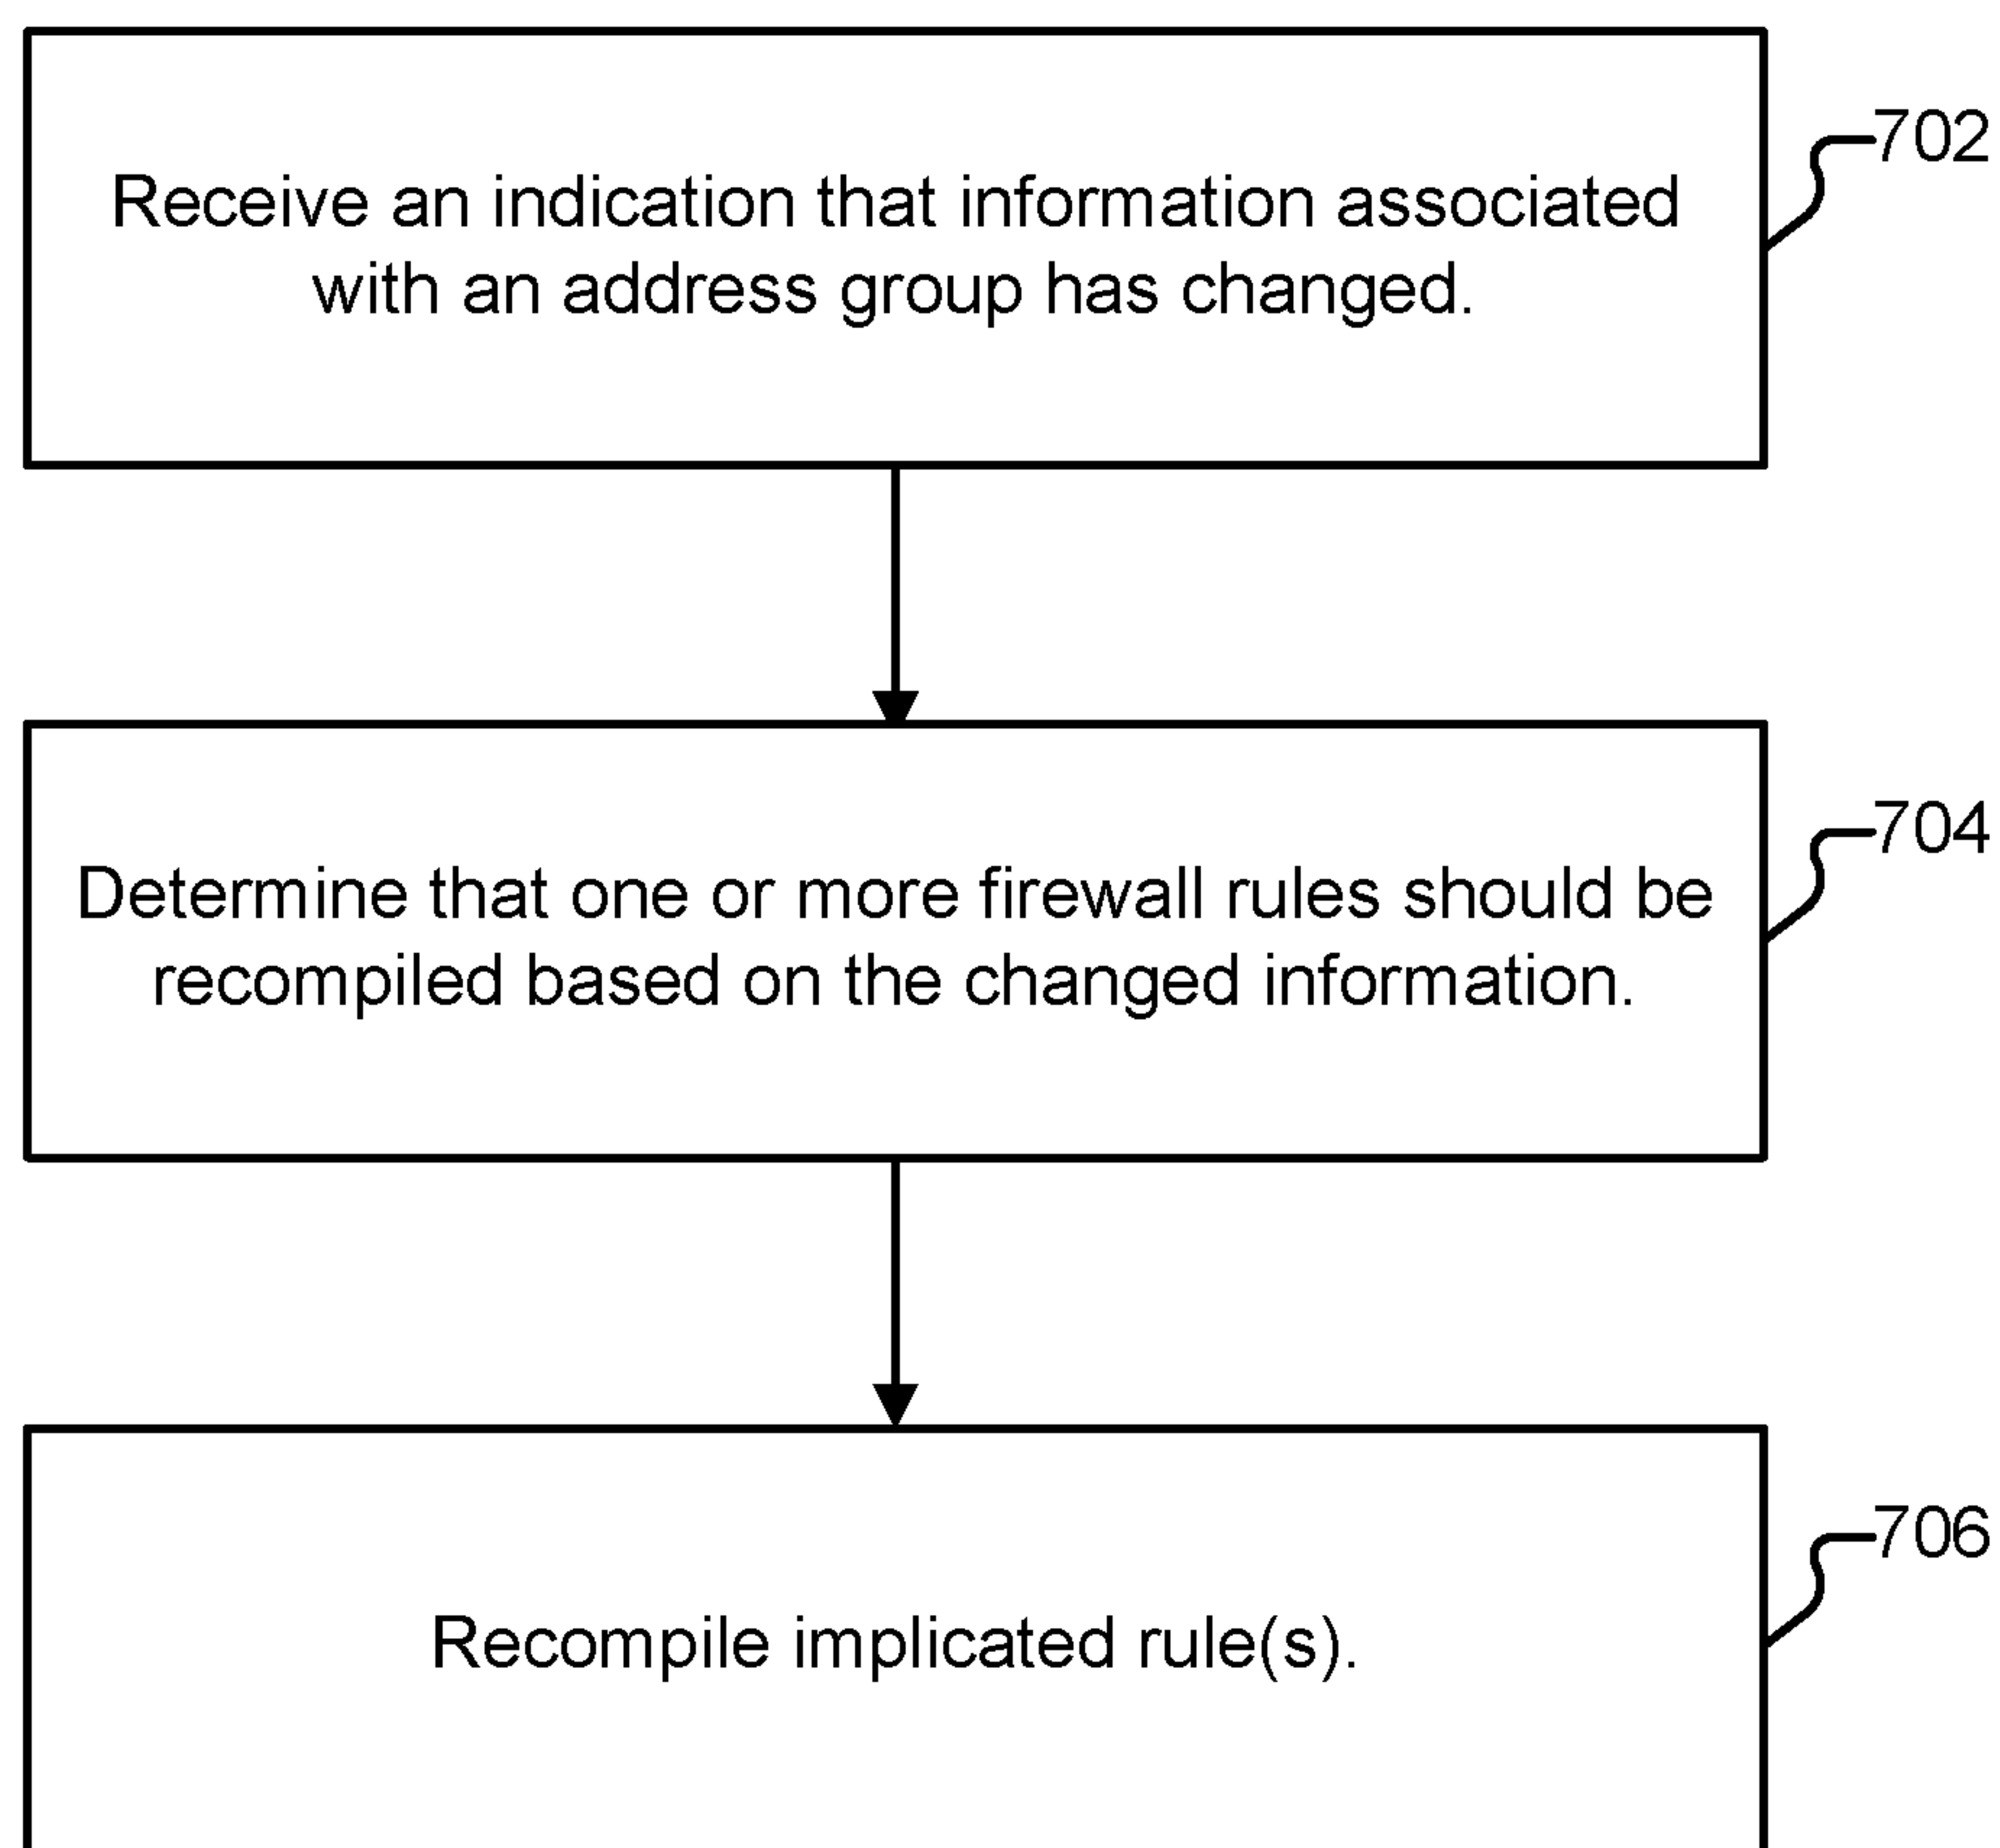 702
Receive an indication that information associated
with an address group has changed.
704
Determine that one or more firewall rules should be
recompiled based on the changed information.
706
Recompile implicated rule(s).